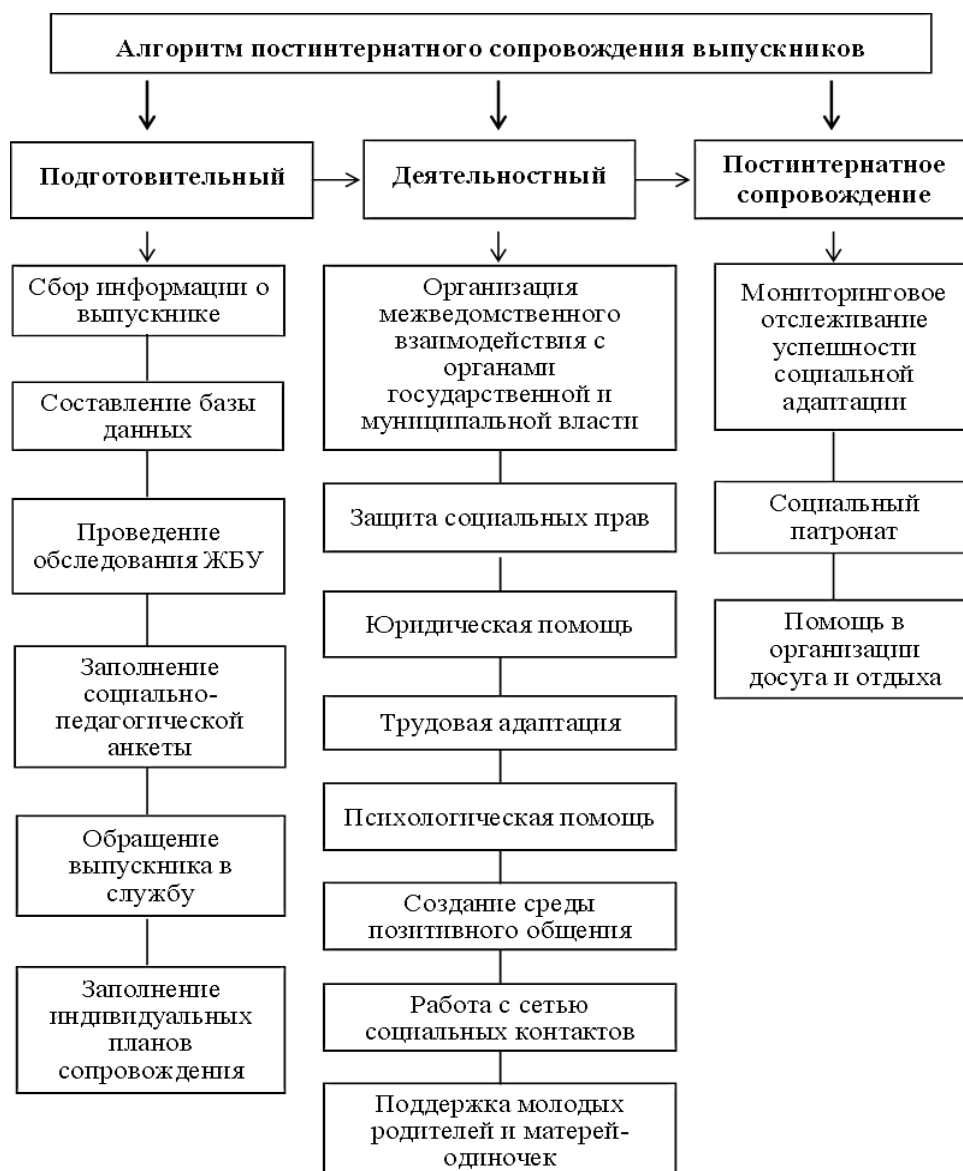 Алгоритм постинтернатного сопровождения выпускников
Подготовительный
Деятельностный
Постинтернатное
сопровождение
Сбор информации о
выпускнике
Составление базы
данных
Проведение
обследования ЖБУ
Заполнение
социально-
педагогической
анкеты
Обращение
выпускника в
службу
Заполнение
индивидуальных
планов
сопровождения
Организация
межведомственного
взаимодействия с
органами
государственной и
муниципальной власти
Защита социальных прав
Юридическая помощь
Трудовая адаптация
Психологическая помощь
Создание среды
позитивного общения
Работа с сетью
социальных контактов
Поддержка молодых
родителей и матерей-
одиночек
Мониторинговое
отслеживание
успешности
социальной
адаптации
Социальный
патронат
Помощь в
организации
досуга и отдыха